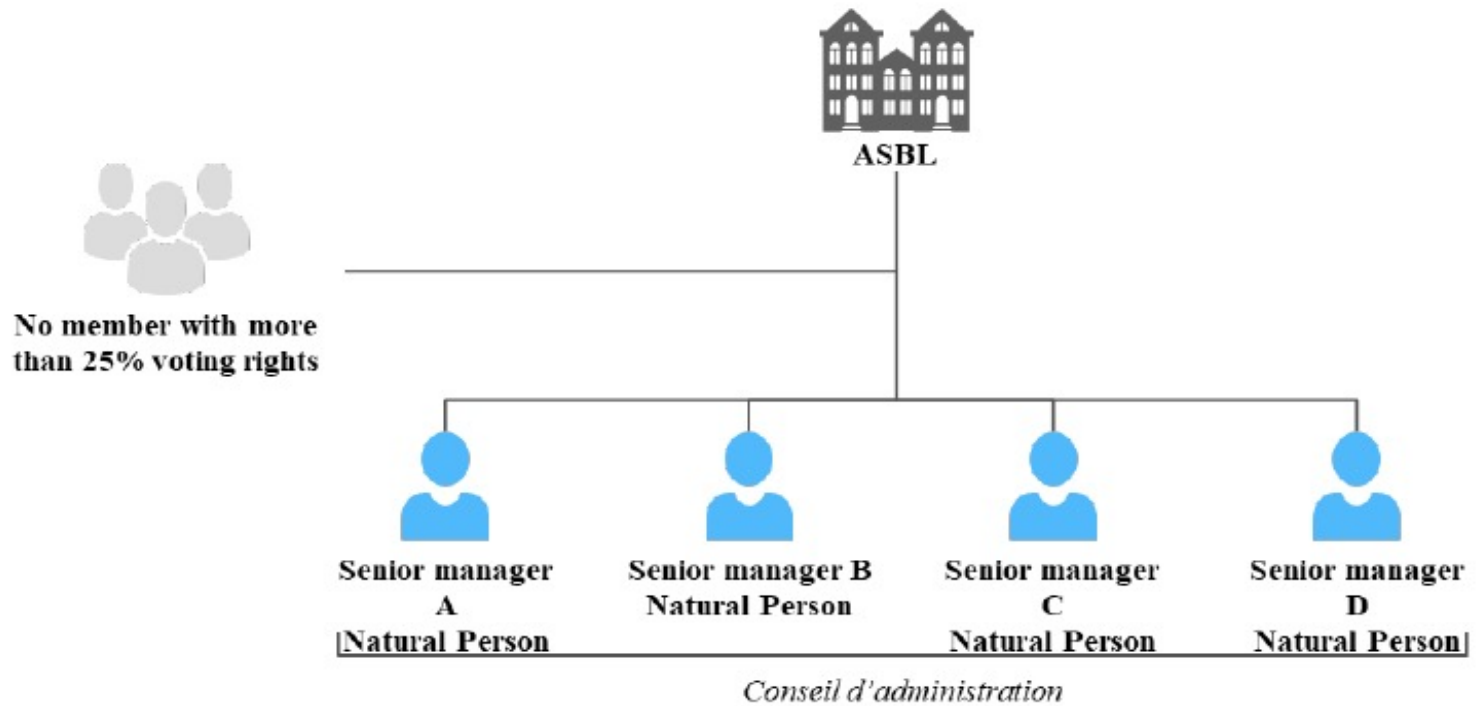 ASBL
No member with more
than 25% voting rights
Senior manager
A
Natural Person
Senior manager B
Natural Person
Senior manager
C
Natural Person
Senior manager
D
Natural Person
Conseil d'administration